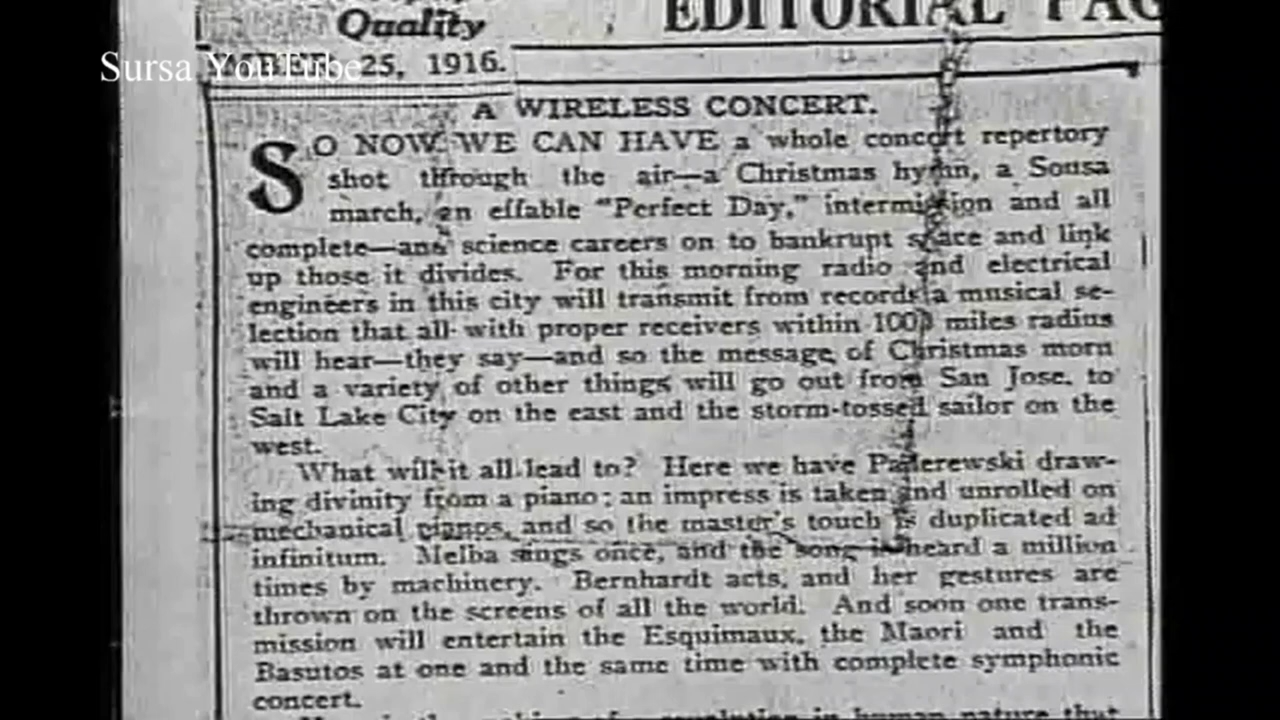 Quality
EDITORIAL PAG
Sursa YouTube
25, 1916.
A WIRELESS CONCERT.
SO NOW WE CAN HAVE a whole concert repertory
shot through the air—a Christmas hymn, a Sousa
march, an effable "Perfect Day," intermission and all
complete—and science careers on to bankrupt space and link
up those it divides. For this morning radio and electrical
engineers in this city will transmit from records a musical se-
lection that all with proper receivers within 1000 miles radius
will hear—they say—and so the message of Christmas morn
and a variety of other things will go out from San Jose, to
Salt Lake City on the east and the storm-tossed sailor on the
west.
What will it all lead to? Here we have Paderewski draw-
ing divinity from a piano; an impress is taken and unrolled on
mechanical pianos, and so the master's touch is duplicated ad
infinitum. Melba sings once, and the song is heard a million
times by machinery. Bernhardt acts, and her gestures are
thrown on the screens of all the world. And soon one trans-
mission will entertain the Esquimaux, the Maori and the
Basutos at one and the same time with complete symphonic
concert.
in human nature that